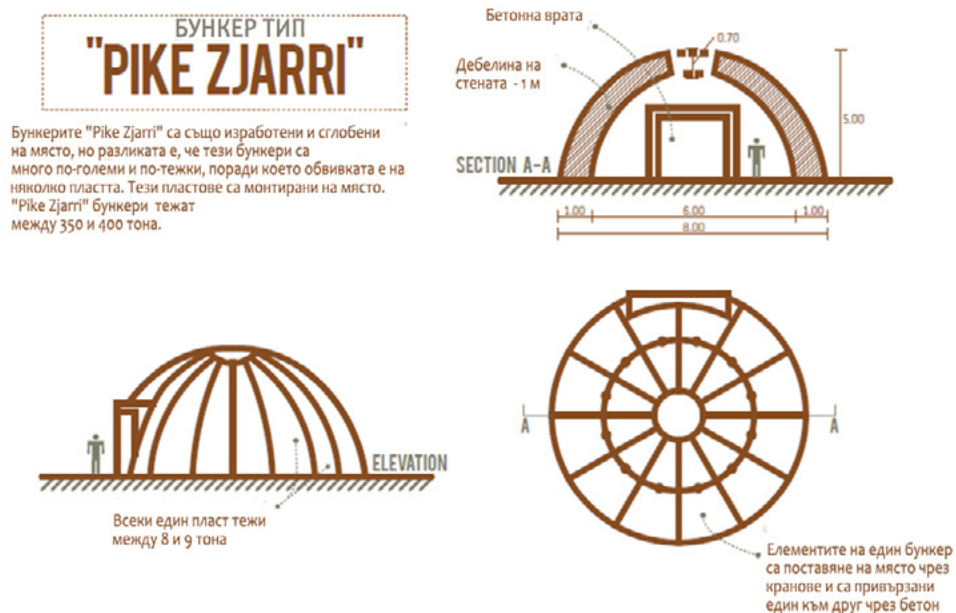 БУНКЕР ТИП
"PIKE ZJARRI"
Бункерите "Pike Zjarri" са също изработени и сглобени
на място, но разликата е, че тези бункери са
много по-големи и по-тежки, поради което обвивката е на
няколко пластта. Тези пластове са монтирани на място.
"Pike Zjarri" бункери тежат
между 350 и 400 тона.
Бетонна врата
Дебелина на
стената - 1 м
0.70
5.00
SECTION A-A
1.00
6.00
1.00
8.00
ELEVATION
Всеки един пласт тежи
между 8 и 9 тона
A
A
Елементите на един бункер
са поставяне на място чрез
кранове и са привързани
един към друг чрез бетон